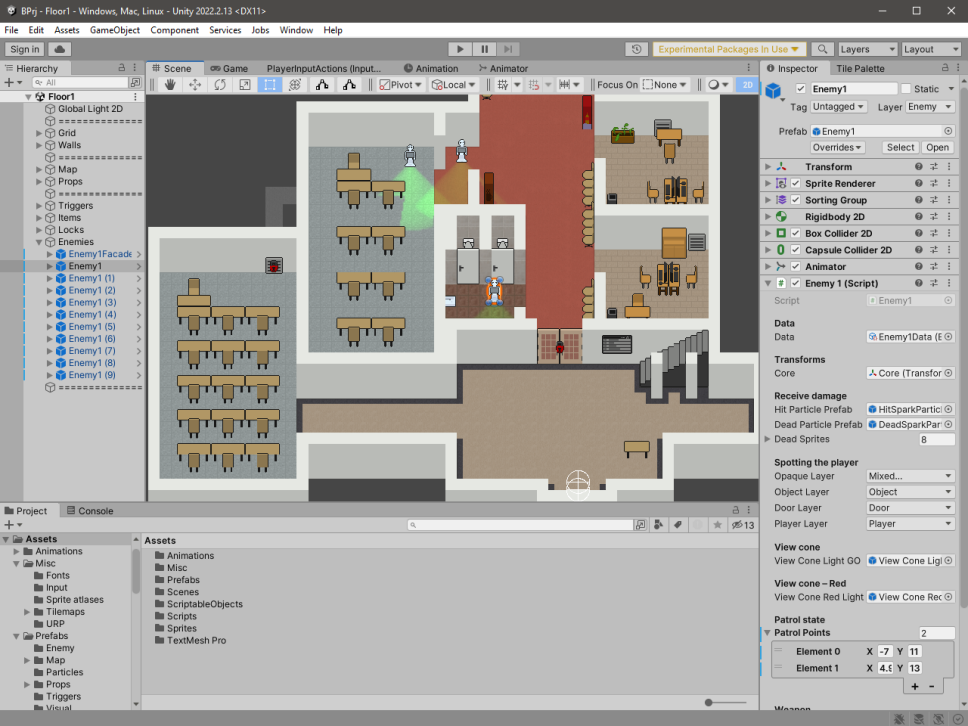 BPrj - Floor1 - Windows, Mac, Linux - Unity 2022.2.13 <DX11>
File Edit Assets GameObject Component Services Jobs Window Help
Sign in Experimental Packages In Use Layers Layout
Hierarchy
All
Floor1
Global Light 2D
================
Grid
Walls
================
Map
Props
================
Triggers
Items
Locks
Enemies
Enemy1Facade
Enemy1
Enemy1 (1)
Enemy1 (2)
Enemy1 (3)
Enemy1 (4)
Enemy1 (5)
Enemy1 (6)
Enemy1 (7)
Enemy1 (8)
Enemy1 (9)
================
Scene Game PlayerInputActions (Input... Animation Animator
Pivot Local Focus On None 2D
Inspector Tile Palette
Enemy1 Static
Tag Untagged Layer Enemy
Prefab Enemy1
Overrides Select Open
Transform
Sprite Renderer
Sorting Group
Rigidbody 2D
Box Collider 2D
Capsule Collider 2D
Animator
Enemy 1 (Script)
Script Enemy1
Data
Data Enemy1Data (E
Transforms
Core Core (Transfor
Receive damage
Hit Particle Prefab HitSparkPartic
Dead Particle Prefab DeadSparkPar
Dead Sprites 8
Spotting the player
Opaque Layer Mixed...
Object Layer Object
Door Layer Door
Player Layer Player
View cone
View Cone Light GO View Cone Lig
View cone – Red
View Cone Red Light View Cone Rec
Patrol state
Patrol Points 2
Element 0 X -7 Y 11
Element 1 X 4.9 Y 13
+ -
Weapon
Project Console
13
Assets
Animations
Misc
Fonts
Input
Sprite atlases
Tilemaps
URP
Prefabs
Enemy
Map
Particles
Props
Triggers
Visual
Assets
Animations
Misc
Prefabs
Scenes
ScriptableObjects
Scripts
Sprites
TextMesh Pro